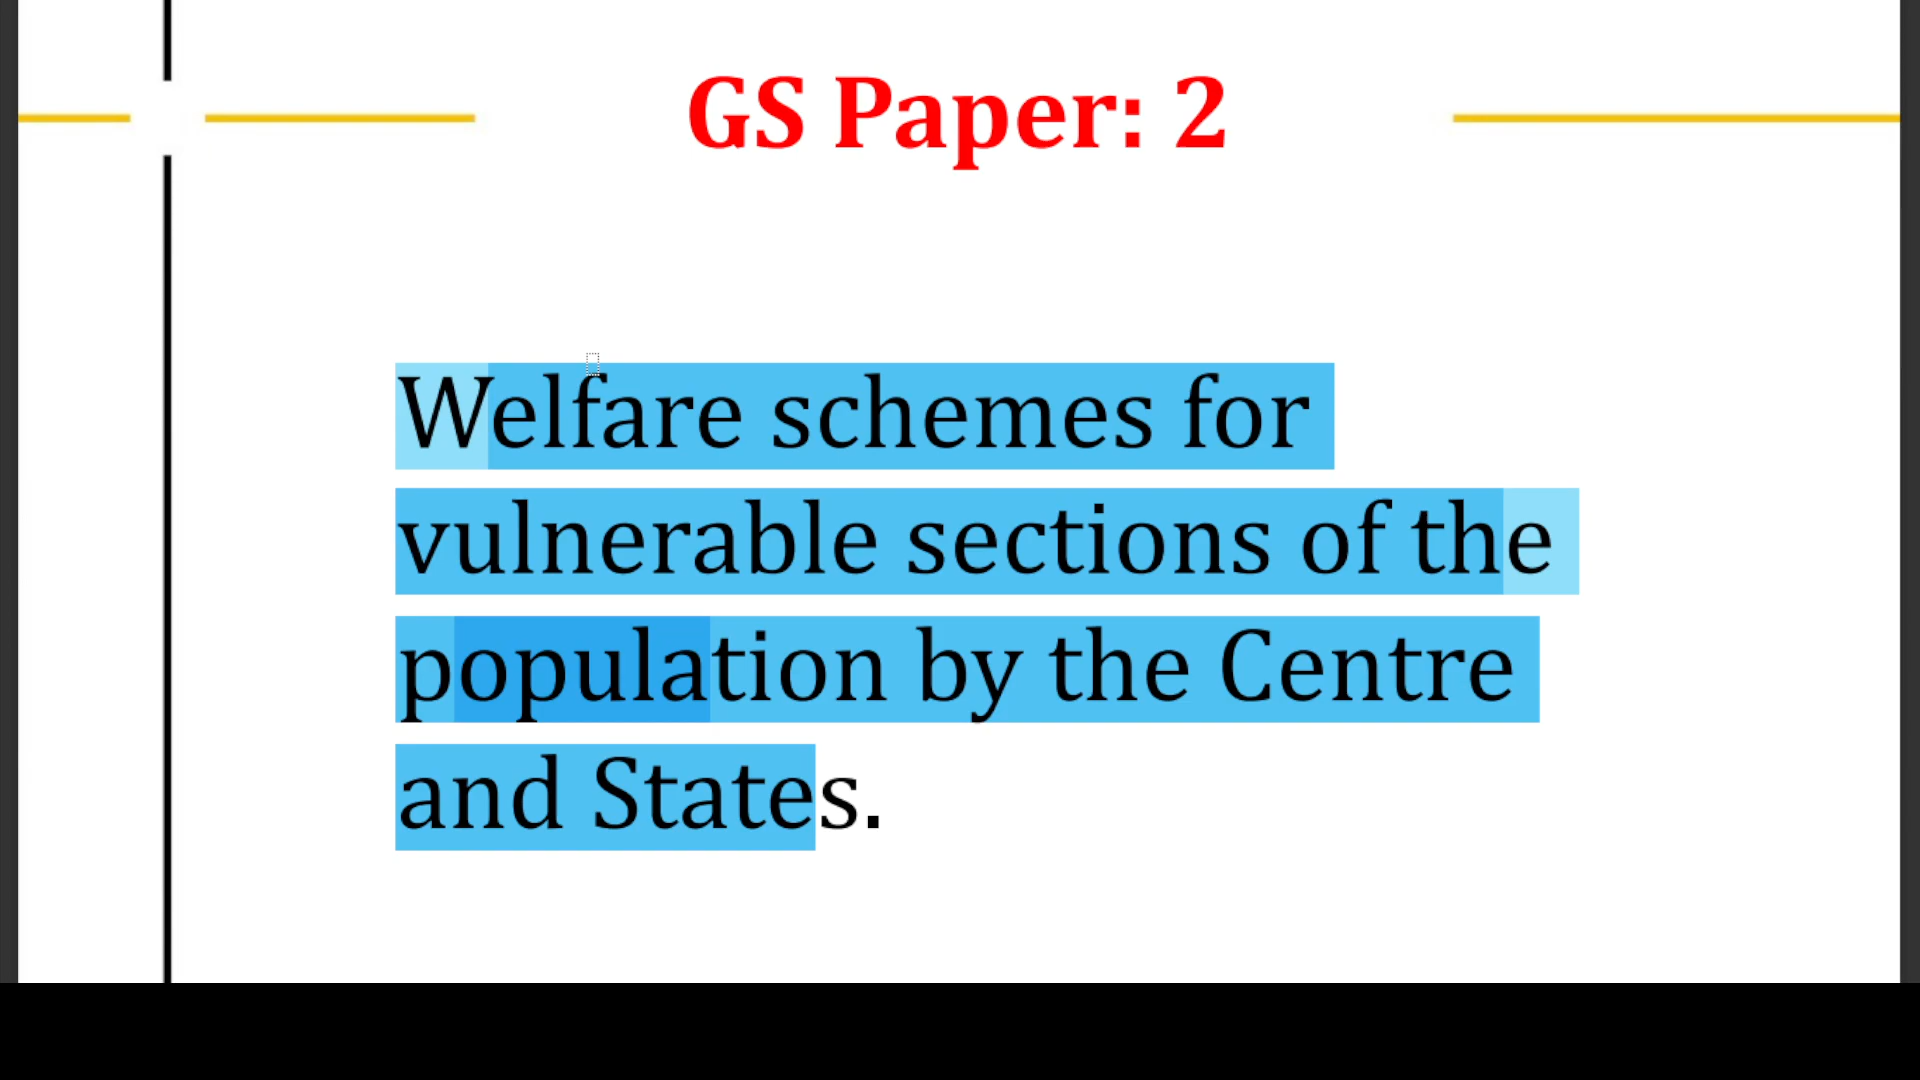 GS Paper: 2
Welfare schemes for
vulnerable sections of the
population by the Centre
and States.